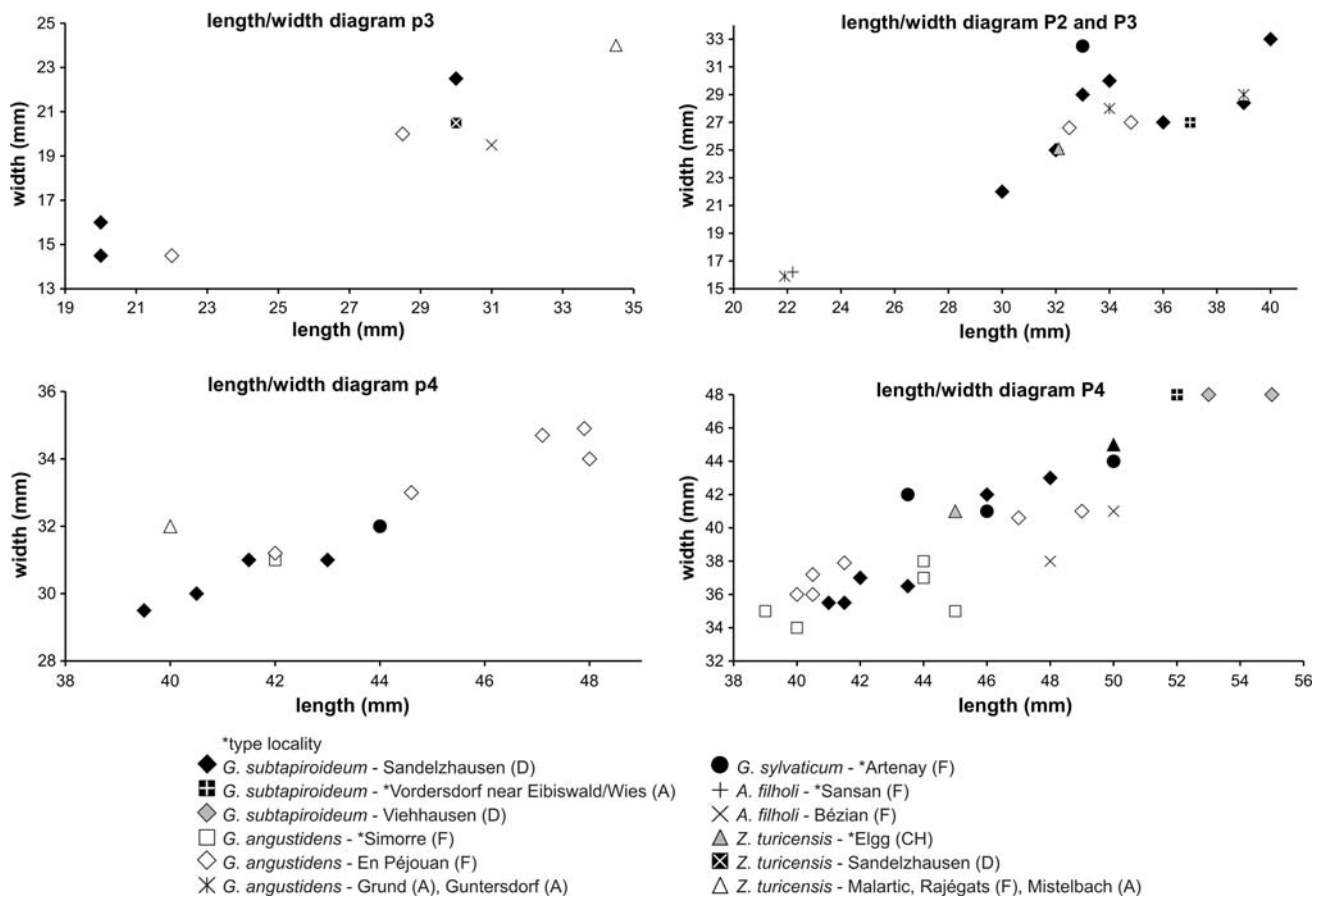 length/width diagram p3
25
23
21
19
17
15
13
width (mm)
19 21 23 25 27 29 31 33 35
length (mm)
length/width diagram P2 and P3
33
31
29
27
25
23
21
19
17
15
width (mm)
20 22 24 26 28 30 32 34 36 38 40
length (mm)
length/width diagram p4
36
34
32
30
28
width (mm)
38 40 42 44 46 48
length (mm)
length/width diagram P4
48
46
44
42
40
38
36
34
32
width (mm)
38 40 42 44 46 48 50 52 54 56
length (mm)
*type locality
G. subtapiroideum - Sandelzhausen (D)
G. subtapiroideum - *Vordersdorf near Eibiswald/Wies (A)
G. subtapiroideum - Viehhausen (D)
G. angustidens - *Simorre (F)
G. angustidens - En Péjouan (F)
G. angustidens - Grund (A), Guntersdorf (A)
G. sylvaticum - *Artenay (F)
A. filholi - *Sansan (F)
A. filholi - Bézian (F)
Z. turicensis - *Elgg (CH)
Z. turicensis - Sandelzhausen (D)
Z. turicensis - Malartic, Rajégats (F), Mistelbach (A)